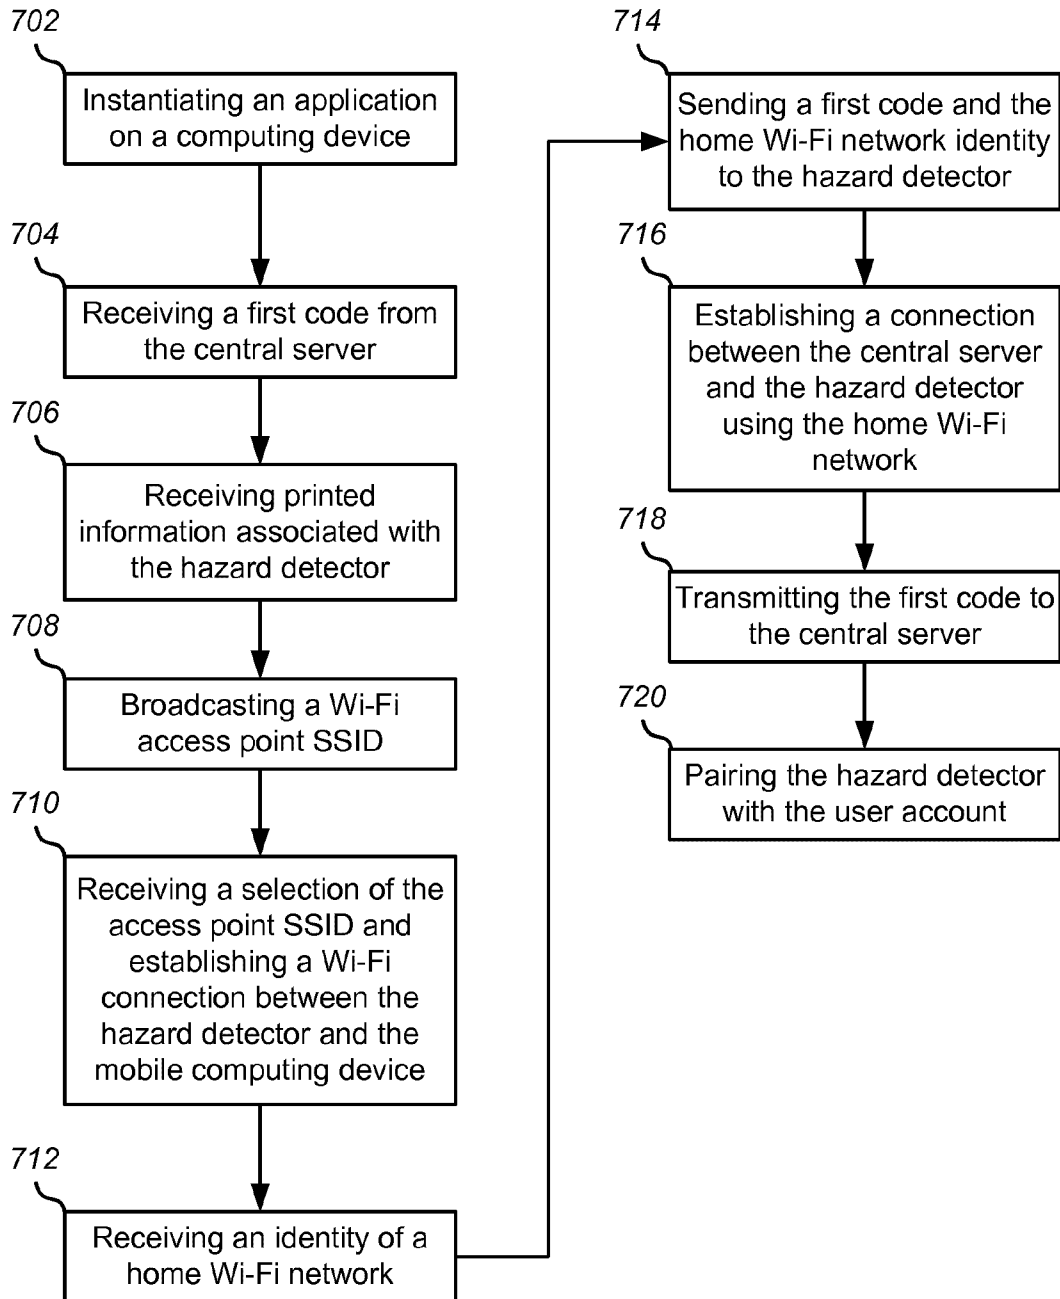 702
Instantiating an application
on a computing device
704
Receiving a first code from
the central server
706
Receiving printed
information associated with
the hazard detector
708
Broadcasting a Wi-Fi
access point SSID
710
Receiving a selection of the
access point SSID and
establishing a Wi-Fi
connection between the
hazard detector and the
mobile computing device
712
Receiving an identity of a
home Wi-Fi network
714
Sending a first code and the
home Wi-Fi network identity
to the hazard detector
716
Establishing a connection
between the central server
and the hazard detector
using the home Wi-Fi
network
718
Transmitting the first code to
the central server
720
Pairing the hazard detector
with the user account